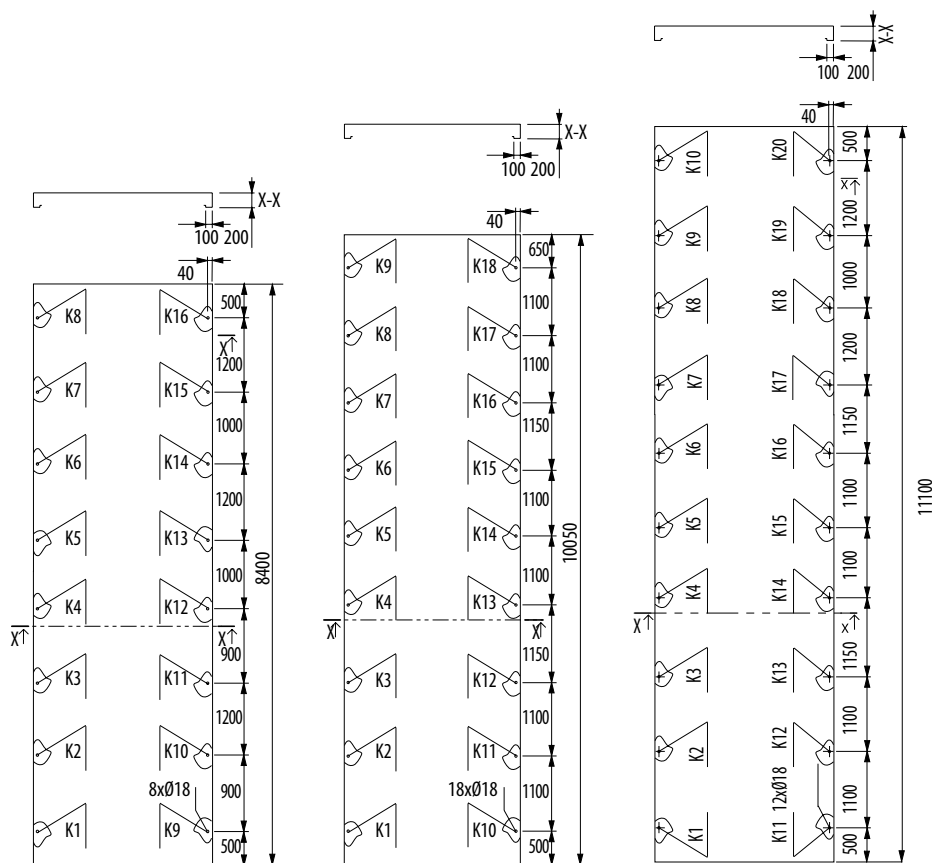 X-X
100 200
40
500
K8
K16
X
1200
K7
K15
1000
K6
K14
1200
K5
K13
1000
8400
K4
K12
X
X
900
K3
K11
1200
K2
K10
8xØ18
900
K1
K9
500
X-X
100 200
40
650
K9
K18
1100
K8
K17
1100
K7
K16
1150
K6
K15
1100
K5
K14
10050
1100
K4
K13
X
X
1150
K3
K12
1100
K2
K11
18xØ18
1100
K1
K10
500
X-X
100 200
40
500
K10
K20
X
1200
K9
K19
1000
K8
K18
1200
K7
K17
1150
K6
K16
1100
K5
K15
11100
1100
K4
K14
X
X
1150
K3
K13
1100
K2
K12
12xØ18
1100
K1
K11
500